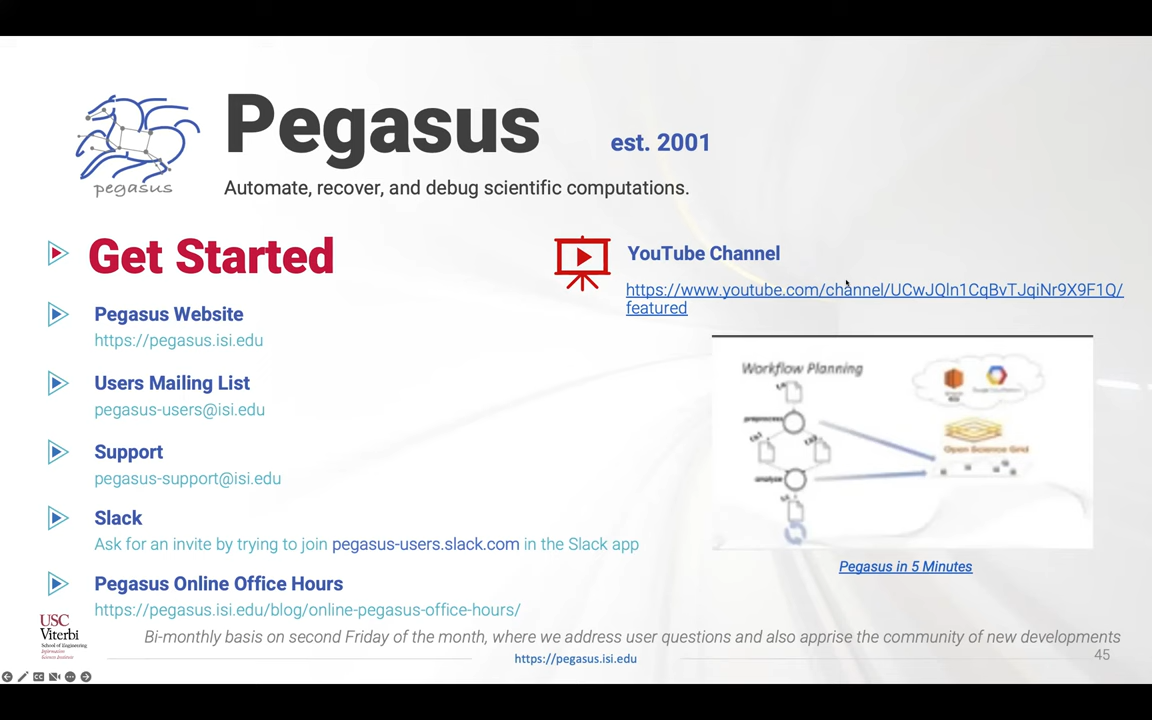 Pegasus
est. 2001
pegasus
Automate, recover, and debug scientific computations.
Get Started
Pegasus Website
https://pegasus.isi.edu
Users Mailing List
pegasus-users@isi.edu
Support
pegasus-support@isi.edu
Slack
Ask for an invite by trying to join pegasus-users.slack.com in the Slack app
Pegasus Online Office Hours
https://pegasus.isi.edu/blog/online-pegasus-office-hours/
YouTube Channel
https://www.youtube.com/channel/UCwJQln1CqBvTJqiNr9X9F1Q/
featured
Workflow Planning
preprocess
analyze
Open Science Grid
Pegasus in 5 Minutes
Bi-monthly basis on second Friday of the month, where we address user questions and also apprise the community of new developments
USC
Viterbi
School of Engineering
Information
Sciences Institute
https://pegasus.isi.edu
45